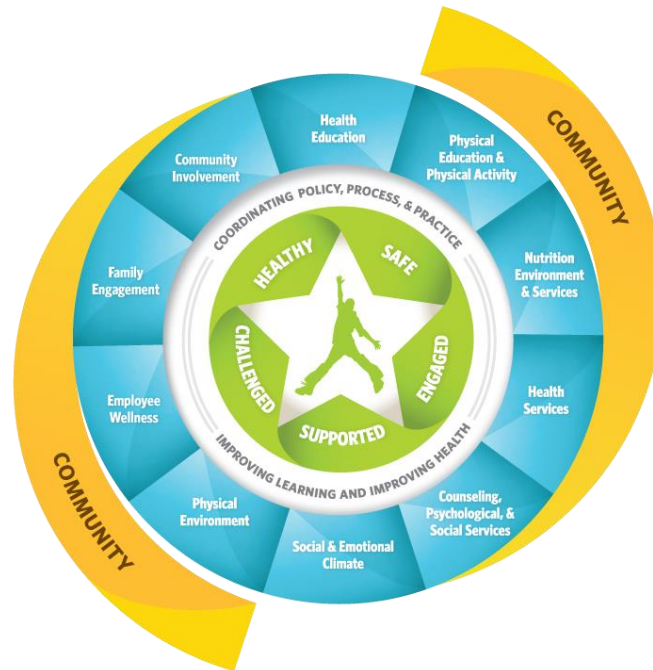 COMMUNITY
Health
Education
Physical
Education &
Physical Activity
Nutrition
Environment
& Services
Health
Services
Counseling,
Psychological, &
Social Services
Social & Emotional
Climate
Physical
Environment
Employee
Wellness
Family
Engagement
Community
Involvement
COORDINATING POLICY, PROCESS, & PRACTICE
IMPROVING LEARNING AND IMPROVING HEALTH
HEALTHY
SAFE
ENGAGED
SUPPORTED
CHALLENGED
COMMUNITY